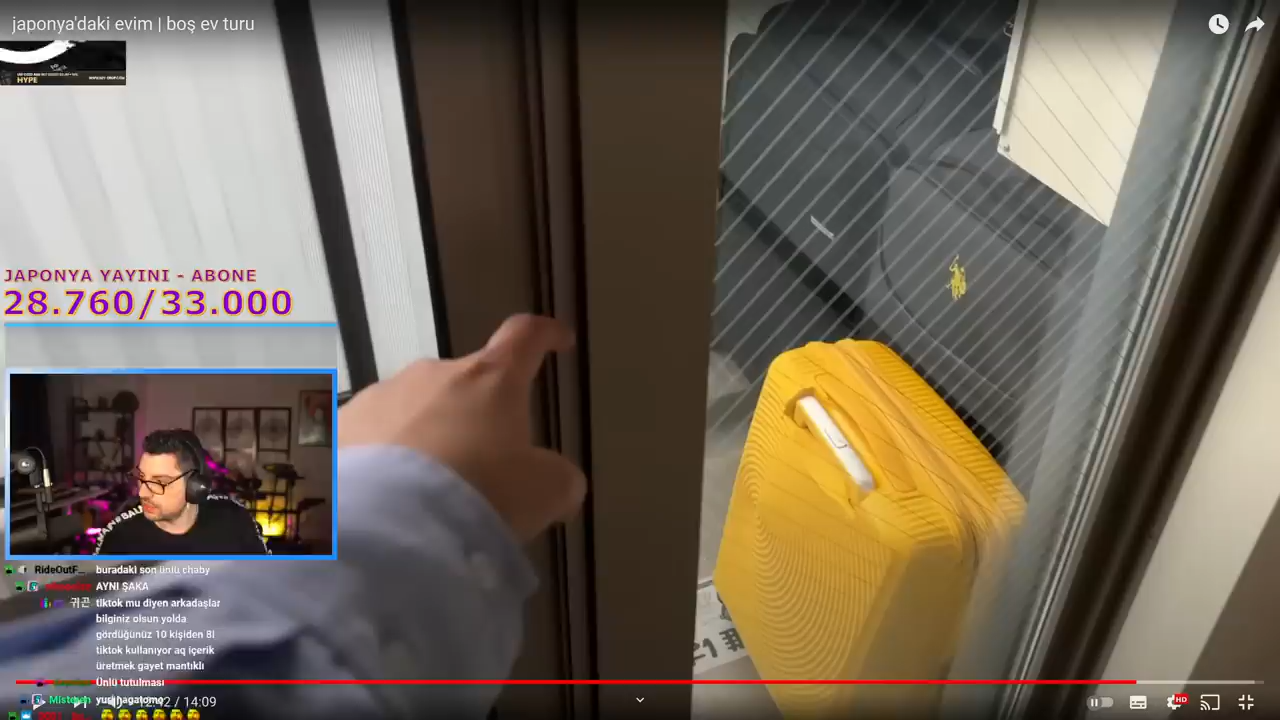 japonya'daki evim | boş ev turu
HYPE
JAPONYA YAYINI - ABONE
28.760/33.000
RideOutF... buradaki son ünlü chaby
AYNI ŞAKA
귀곤 tiktok mu diyen arkadaşlar
bilginiz olsun yolda
gördüğünüz 10 kişiden 8i
tiktok kullanıyor aq içerik
üretmek gayet mantıklı
Ünlü tutulması
12:42 / 14:09
HD